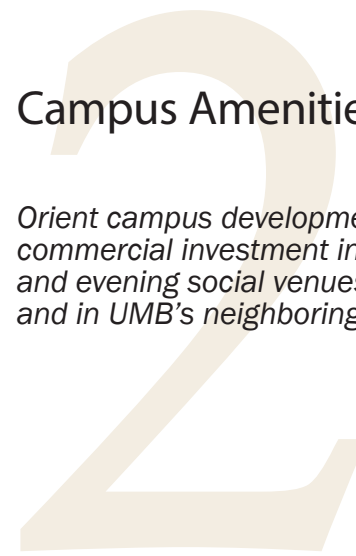 2
Campus Amenitie
Orient campus developme
commercial investment in
and evening social venues
and in UMB's neighboring